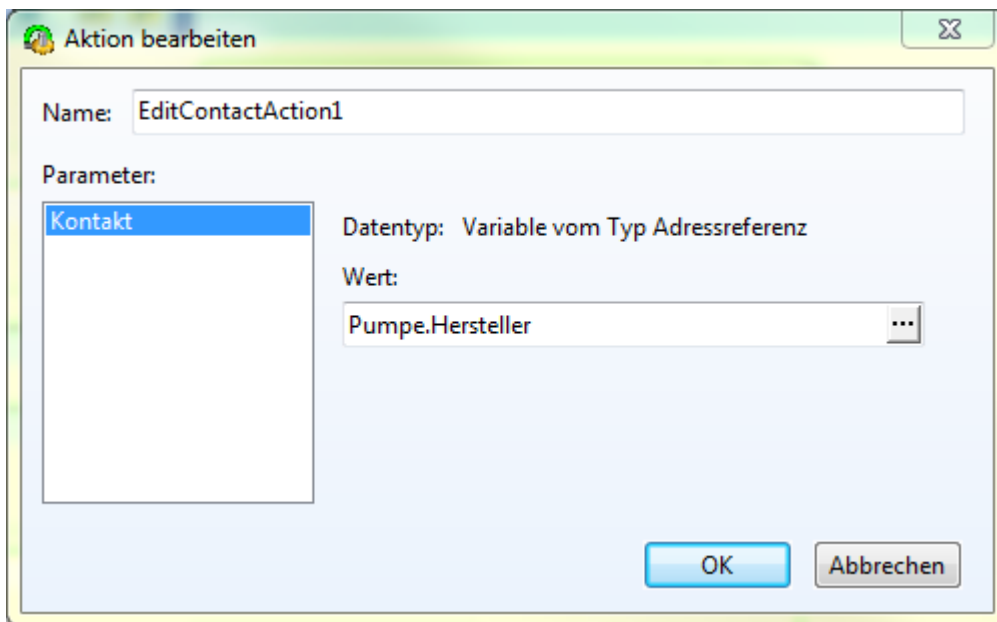 Aktion bearbeiten
Name: EditContactAction1
Parameter:
Kontakt
Datentyp: Variable vom Typ Adressreferenz
Wert:
Pumpe.Hersteller ...
OK Abbrechen